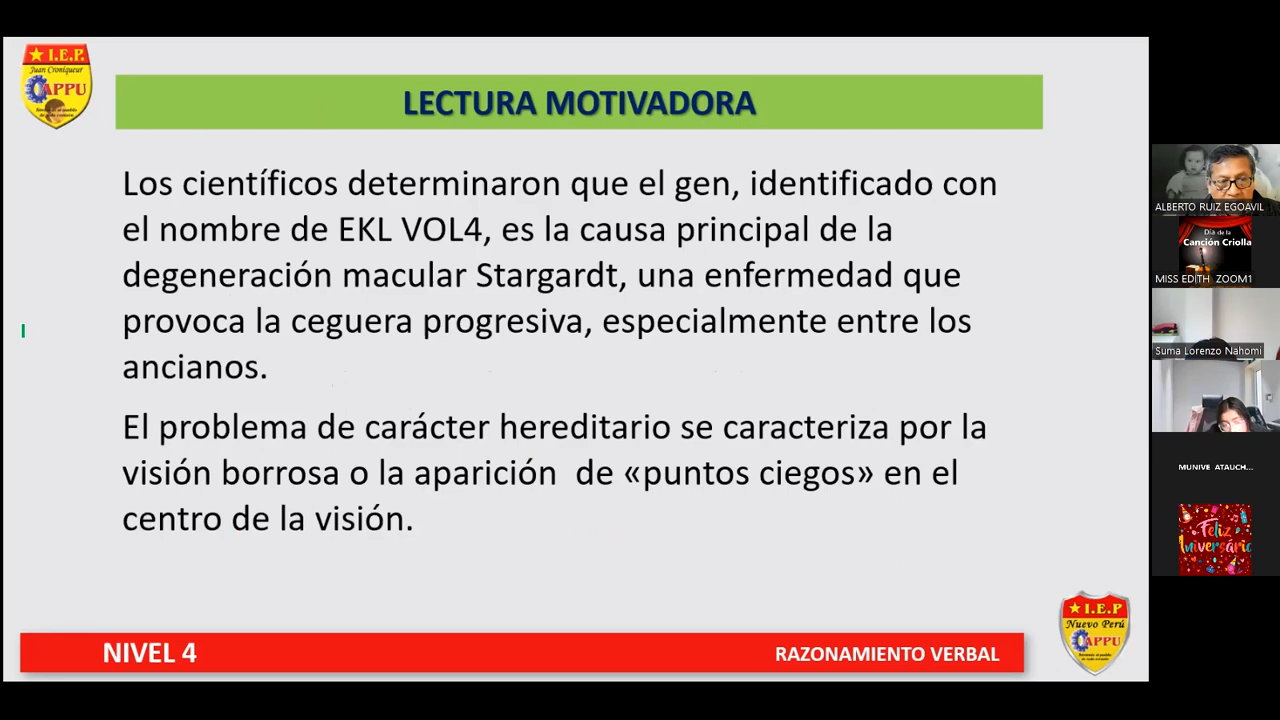 I.E.P.
Juan Croniqueur
APPU
LECTURA MOTIVADORA
Los científicos determinaron que el gen, identificado con
el nombre de EKL VOL4, es la causa principal de la
degeneración macular Stargardt, una enfermedad que
provoca la ceguera progresiva, especialmente entre los
ancianos.
El problema de carácter hereditario se caracteriza por la
visión borrosa o la aparición de «puntos ciegos» en el
centro de la visión.
NIVEL 4
RAZONAMIENTO VERBAL
I.E.P
Nuevo Perú
APPU
ALBERTO RUIZ EGOAVIL
Día de la
Canción Criolla
MISS EDITH ZOOM1
Suma Lorenzo Nahomi
MUNIVE ATAUCH...
Feliz
Aniversário